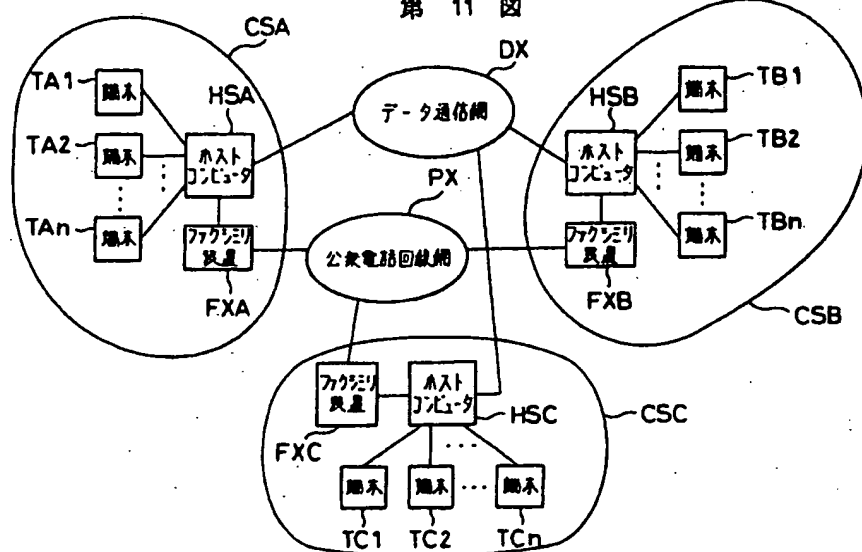 第 11 図
CSA
DX
TA1
端末
HSA
データ通信網
HSB
端末
TB1
TA2
端末
ホスト
コンピュータ
ホスト
コンピュータ
端末
TB2
PX
TAn
端末
ファクシミリ
装置
公衆電話回線網
ファクシミリ
装置
端末
TBn
FXA
FXB
CSB
ファクシミリ
装置
ホスト
コンピュータ
HSC
CSC
FXC
端末
端末
端末
TC1
TC2
TCn